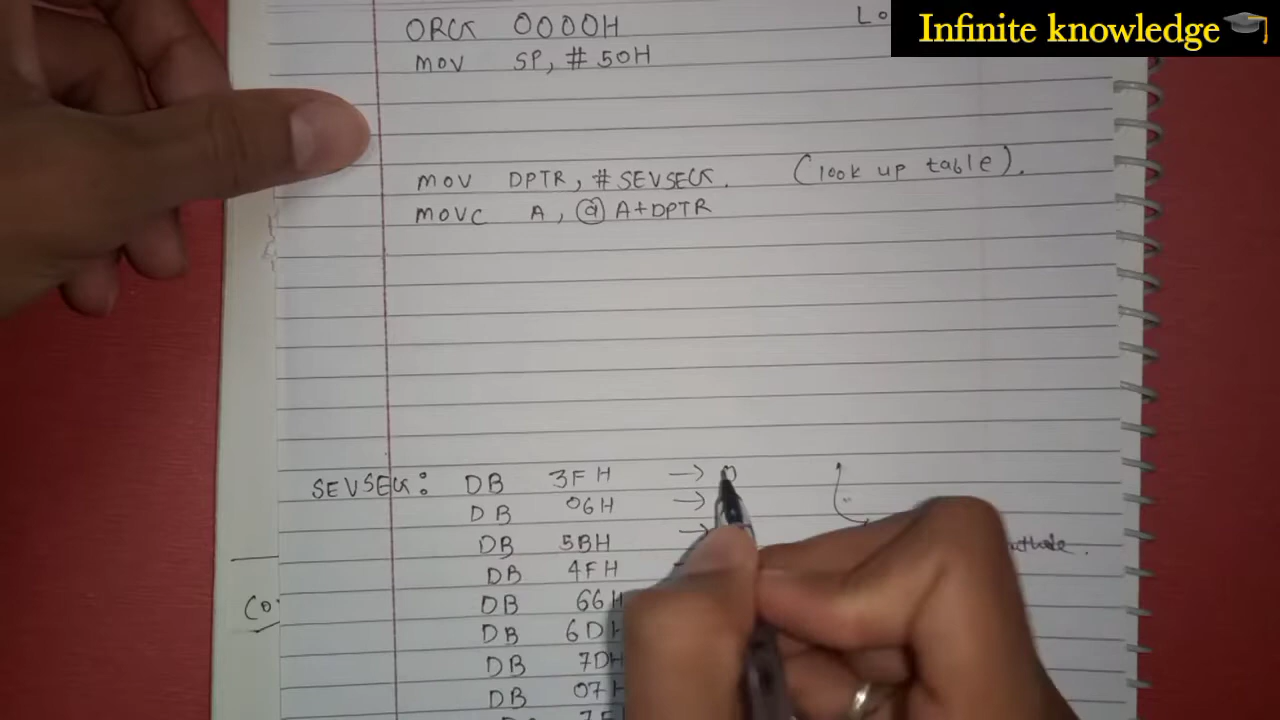 Infinite knowledge
ORG 0000H
MOV SP, # 50H
MOV DPTR, # SEVSEG. (look up table).
MOVC A, @ A+DPTR
SEVSEG: DB 3FH → 0
DB 06H →
DB 5BH →
DB 4FH
DB 66H
DB 6DH
DB 7DH
DB 07H